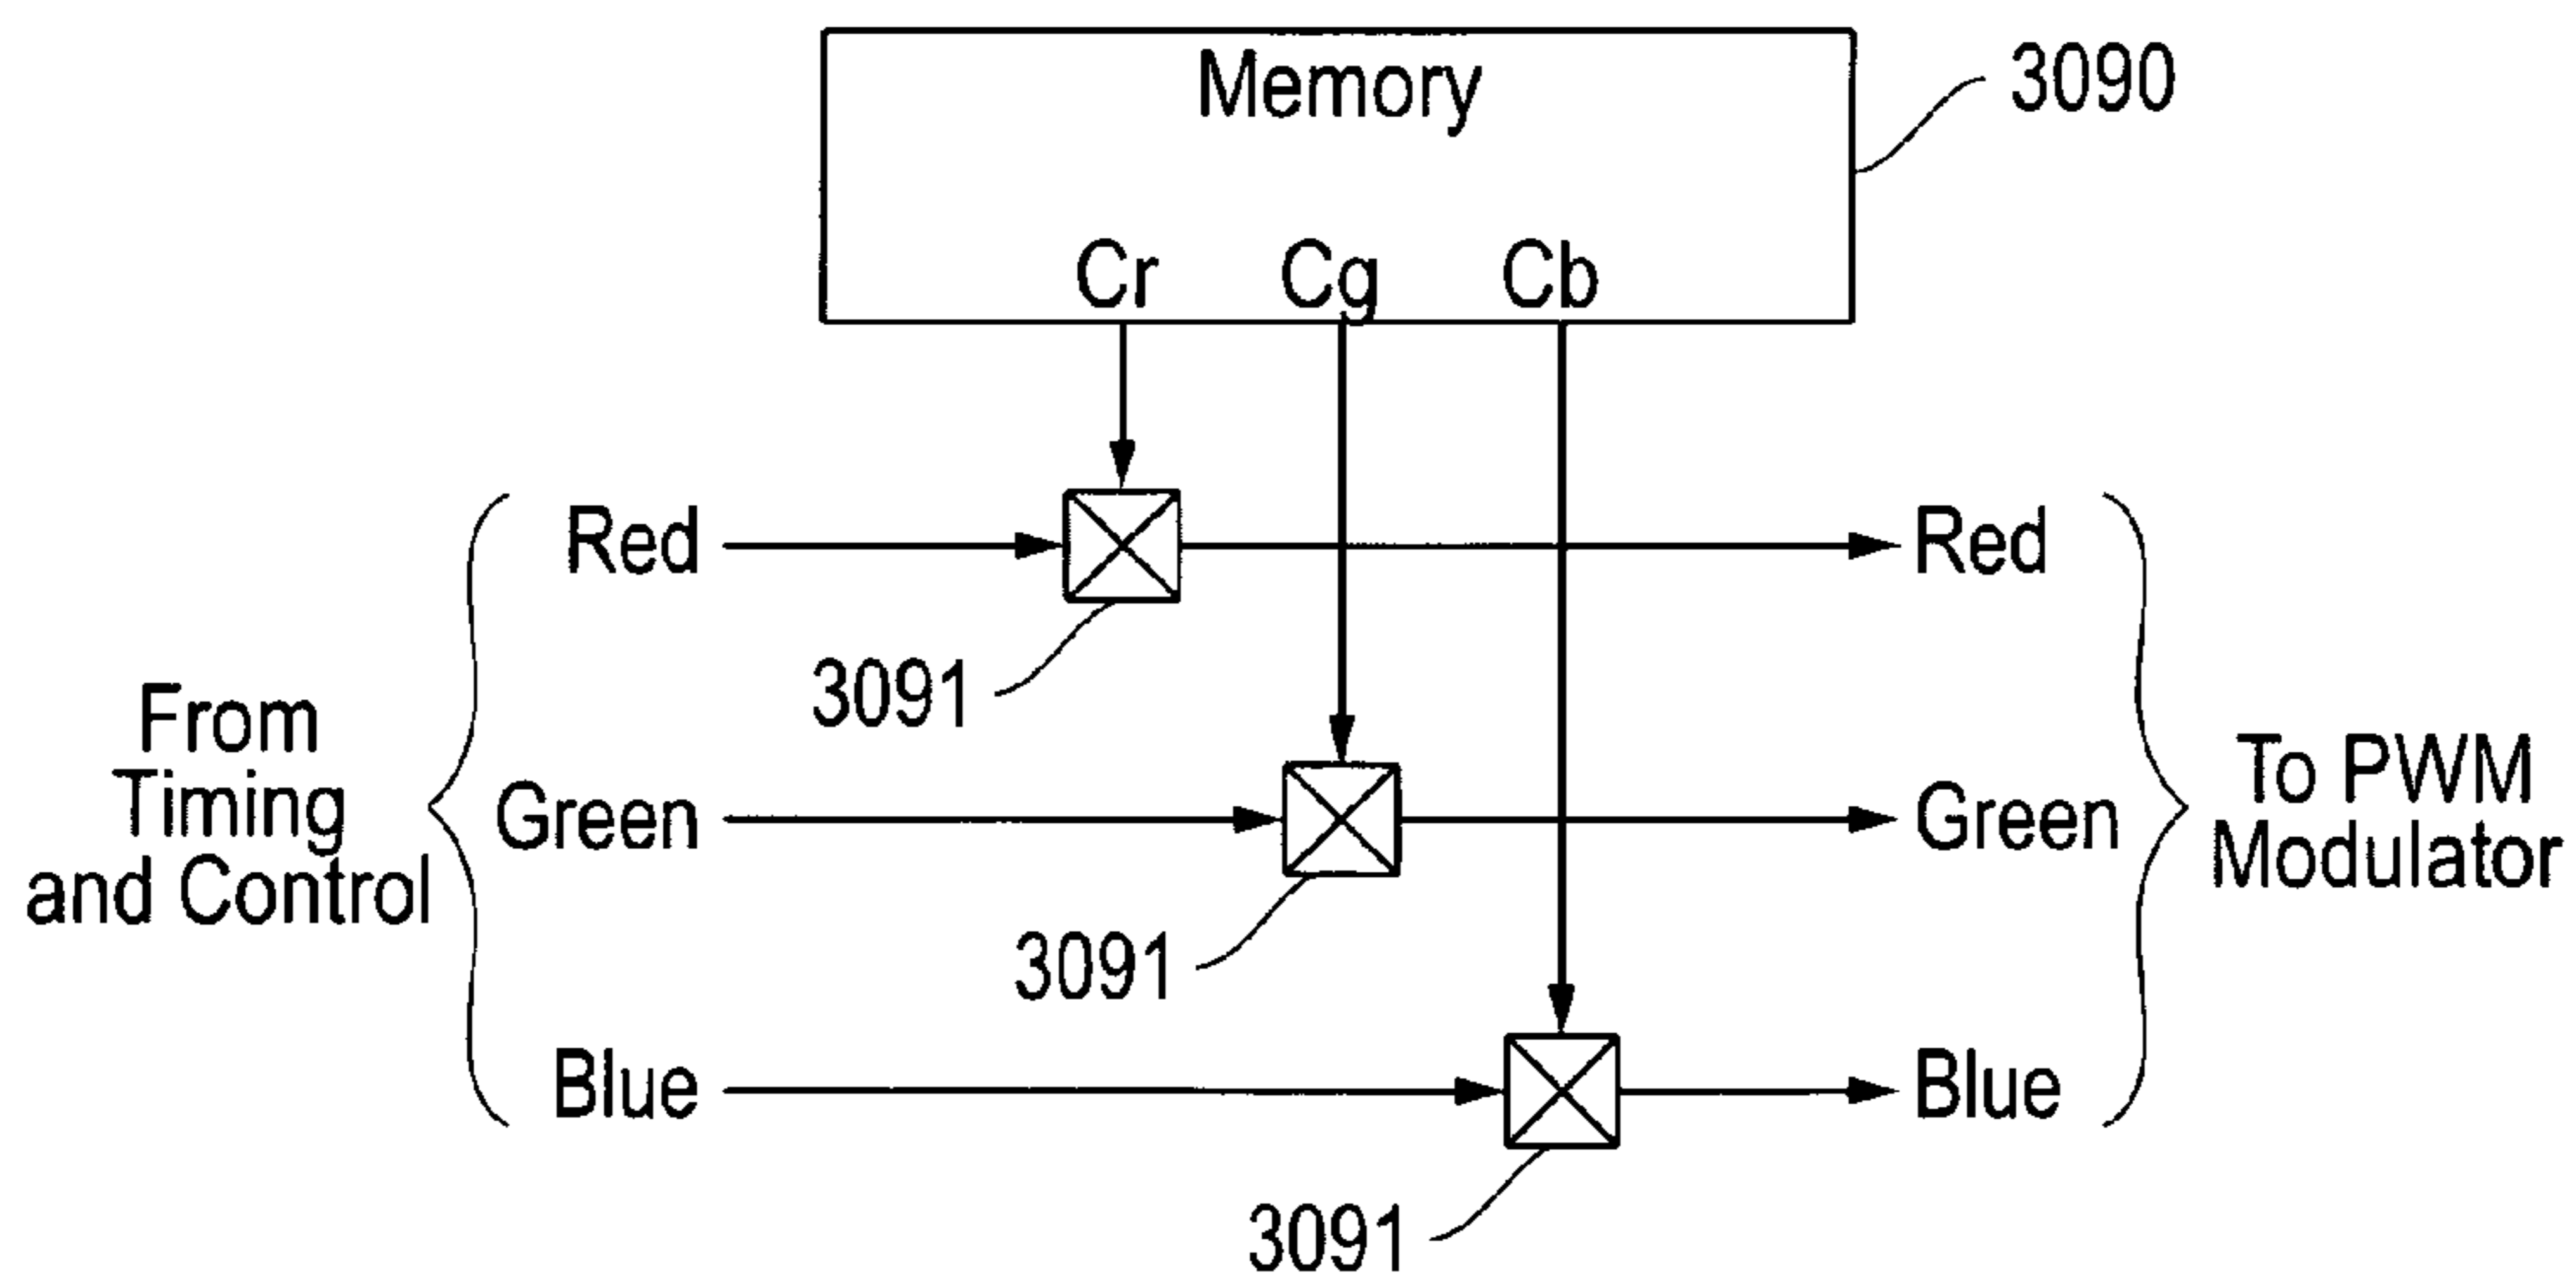 Memory
3090
Cr Cg Cb
Red
Red
3091
From
Timing
and Control
Green
Green
To PWM
Modulator
3091
Blue
Blue
3091